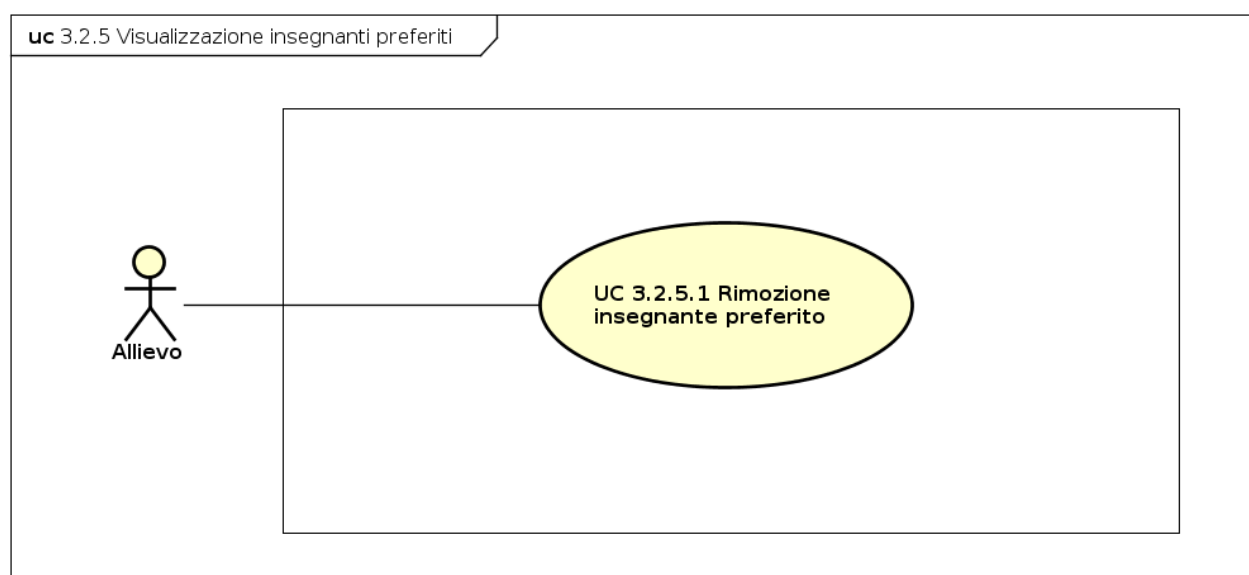 uc 3.2.5 Visualizzazione insegnanti preferiti
UC 3.2.5.1 Rimozione
insegnante preferito
Allievo